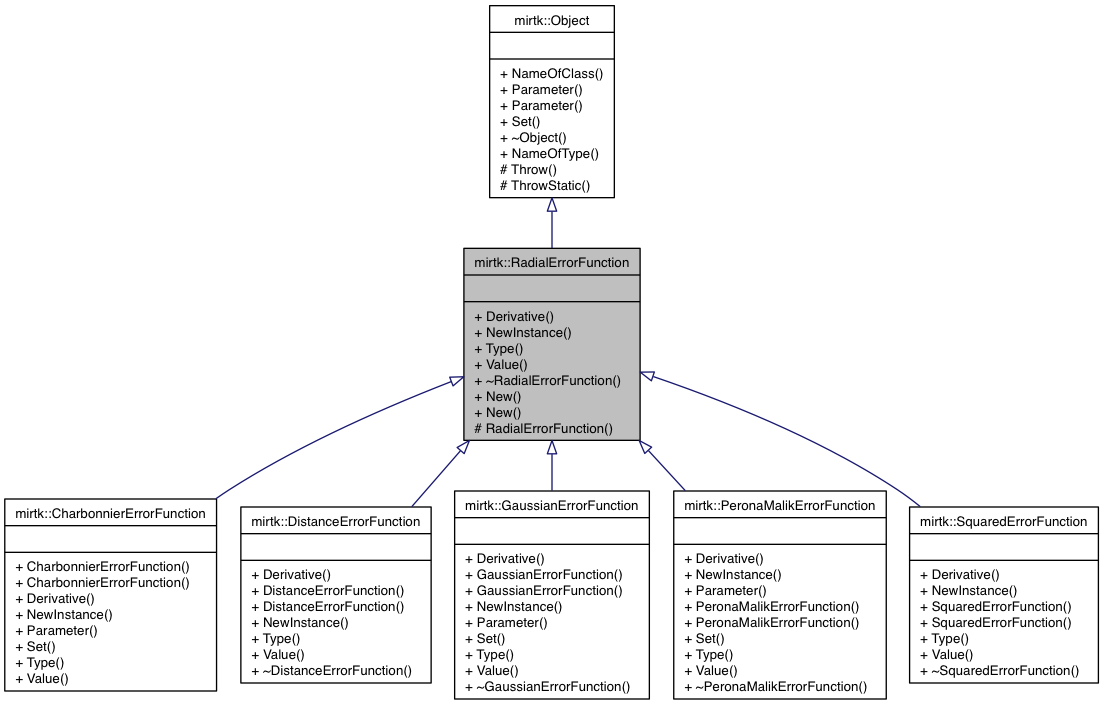 mirtk::Object
+ NameOfClass()
+ Parameter()
+ Parameter()
+ Set()
+ ~Object()
+ NameOfType()
# Throw()
# ThrowStatic()
mirtk::RadialErrorFunction
+ Derivative()
+ NewInstance()
+ Type()
+ Value()
+ ~RadialErrorFunction()
+ New()
+ New()
# RadialErrorFunction()
mirtk::CharbonnierErrorFunction
+ CharbonnierErrorFunction()
+ CharbonnierErrorFunction()
+ Derivative()
+ NewInstance()
+ Parameter()
+ Set()
+ Type()
+ Value()
mirtk::DistanceErrorFunction
+ Derivative()
+ DistanceErrorFunction()
+ DistanceErrorFunction()
+ NewInstance()
+ Type()
+ Value()
+ ~DistanceErrorFunction()
mirtk::GaussianErrorFunction
+ Derivative()
+ GaussianErrorFunction()
+ GaussianErrorFunction()
+ NewInstance()
+ Parameter()
+ Set()
+ Type()
+ Value()
+ ~GaussianErrorFunction()
mirtk::PeronaMalikErrorFunction
+ Derivative()
+ NewInstance()
+ Parameter()
+ PeronaMalikErrorFunction()
+ PeronaMalikErrorFunction()
+ Set()
+ Type()
+ Value()
+ ~PeronaMalikErrorFunction()
mirtk::SquaredErrorFunction
+ Derivative()
+ NewInstance()
+ SquaredErrorFunction()
+ SquaredErrorFunction()
+ Type()
+ Value()
+ ~SquaredErrorFunction()